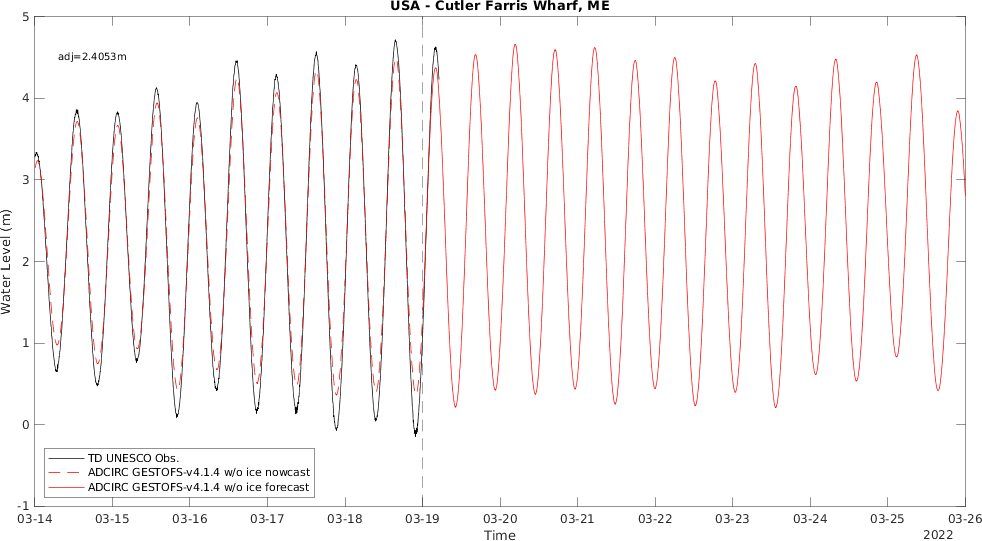 USA - Cutler Farris Wharf, ME
adj=2.4053m
5
4
3
2
1
0
-1
Water Level (m)
TD UNESCO Obs.
ADCIRC GESTOFS-v4.1.4 w/o ice nowcast
ADCIRC GESTOFS-v4.1.4 w/o ice forecast
03-14 03-15 03-16 03-17 03-18 03-19 03-20 03-21 03-22 03-23 03-24 03-25 03-26
Time
2022